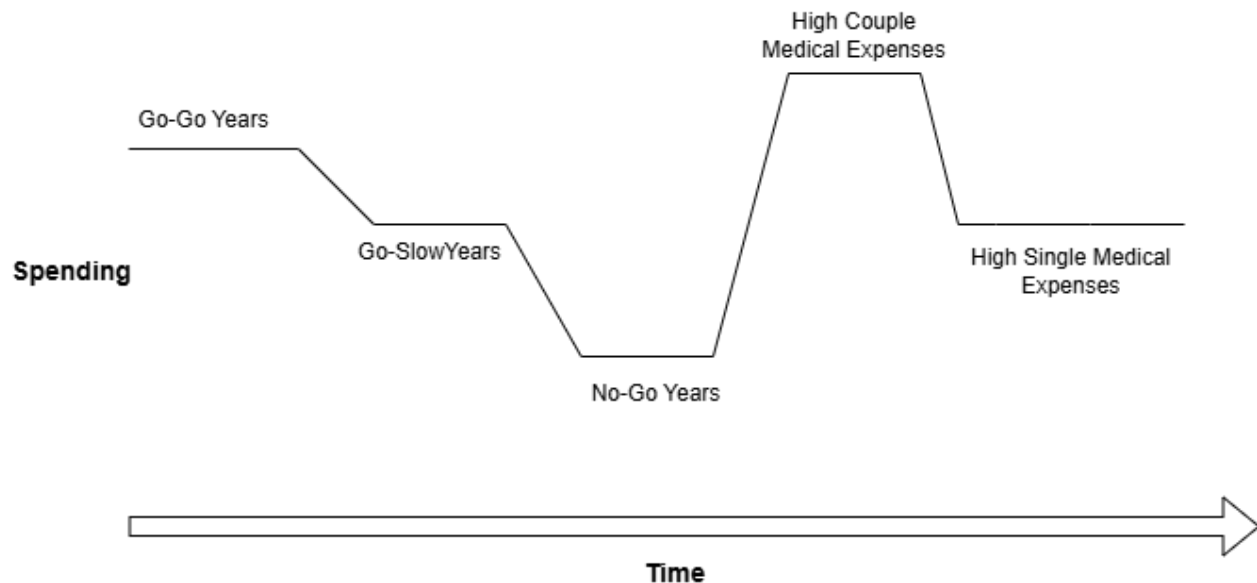 High Couple
Medical Expenses
Go-Go Years
Go-SlowYears
Spending
High Single Medical
Expenses
No-Go Years
Time